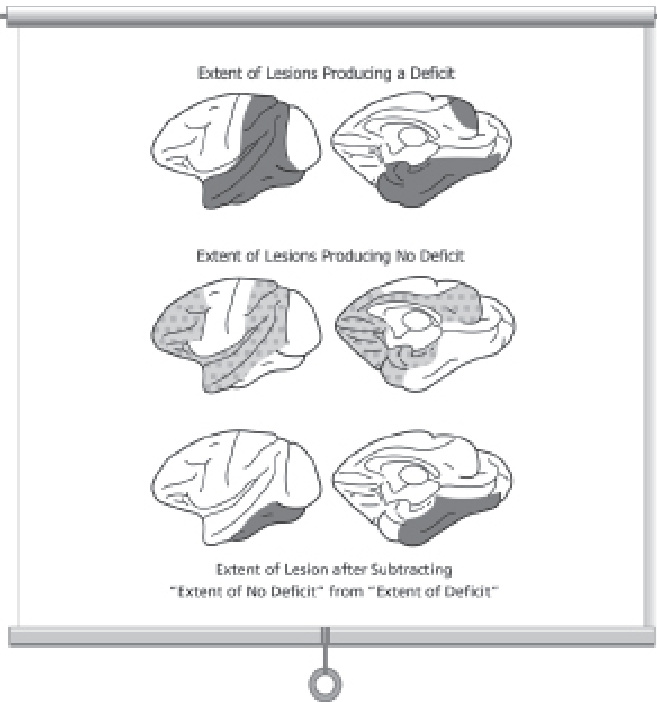 Extent of Lesions Producing a Deficit
Extent of Lesions Producing No Deficit
Extent of Lesion after Subtracting
"Extent of No Deficit" from "Extent of Deficit"